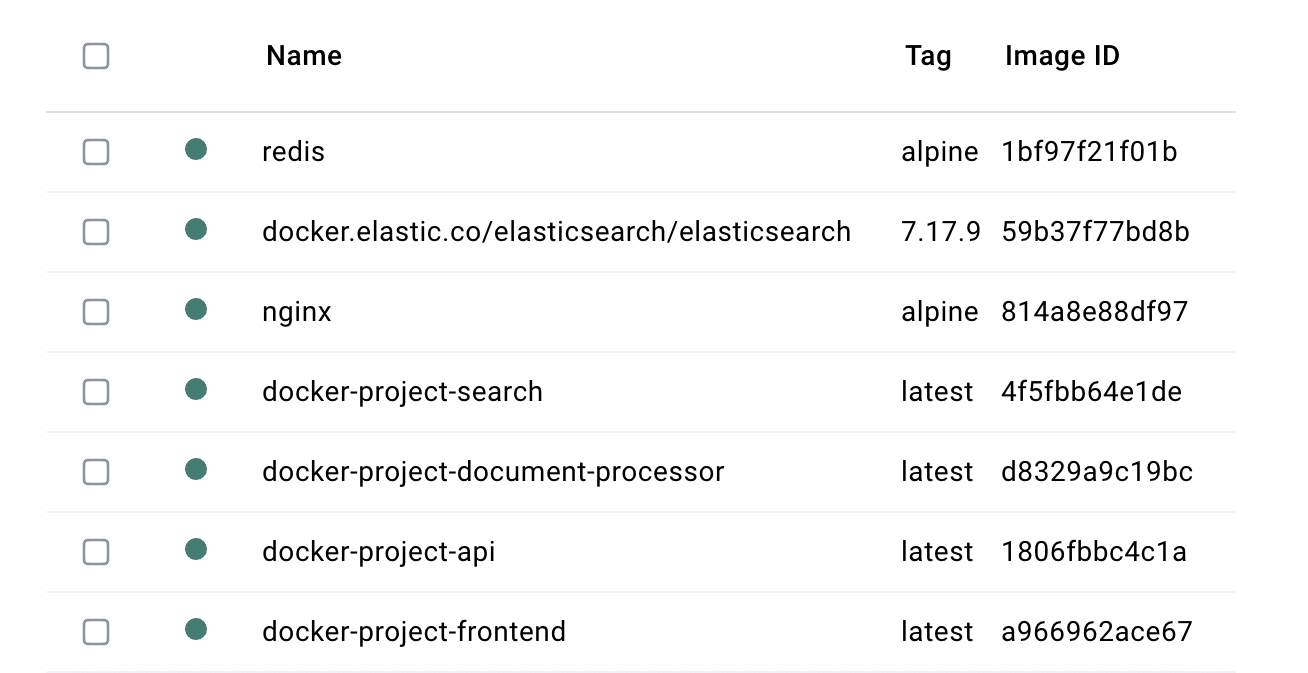 Name Tag Image ID
redis alpine 1bf97f21f01b
docker.elastic.co/elasticsearch/elasticsearch 7.17.9 59b37f77bd8b
nginx alpine 814a8e88df97
docker-project-search latest 4f5fbb64e1de
docker-project-document-processor latest d8329a9c19bc
docker-project-api latest 1806fbbc4c1a
docker-project-frontend latest a966962ace67